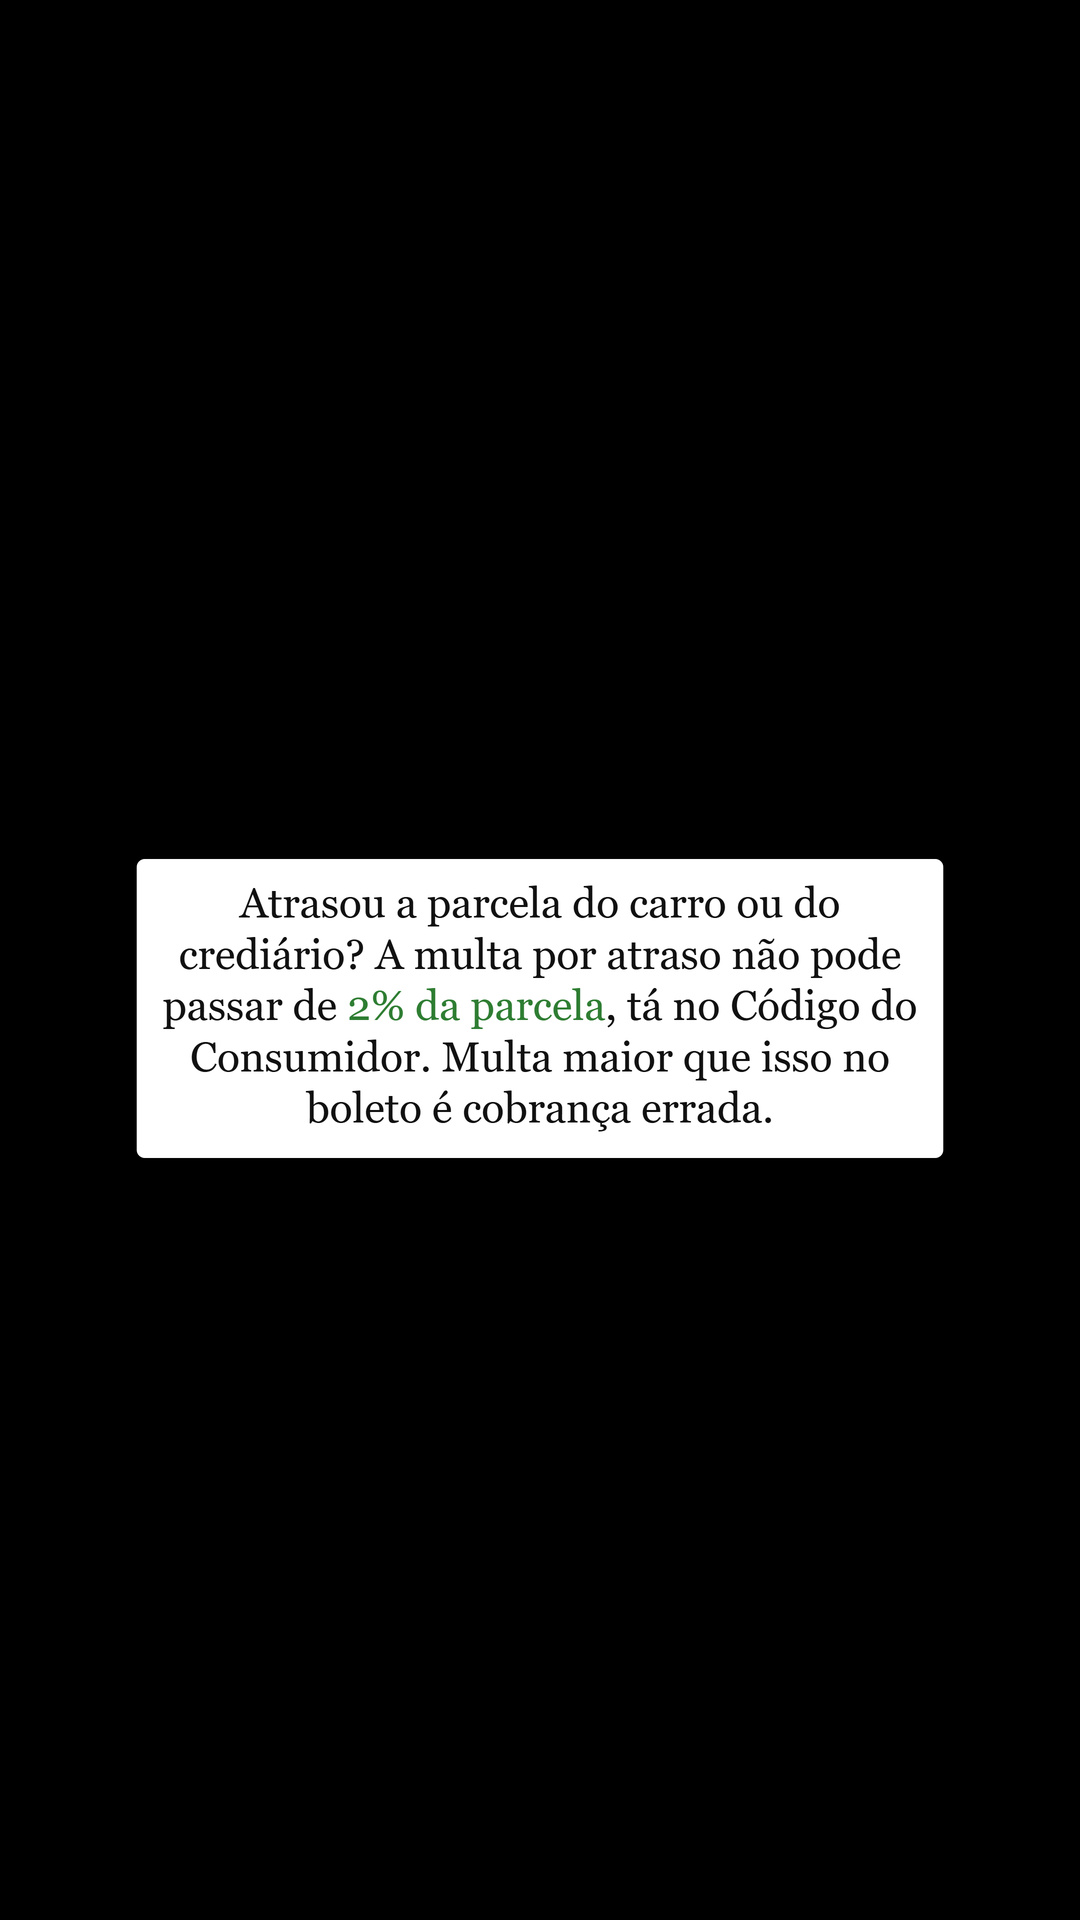 Atrasou a parcela do carro ou do
crediário? A multa por atraso não pode
passar de 2% da parcela, tá no Código do
Consumidor. Multa maior que isso no
boleto é cobrança errada.